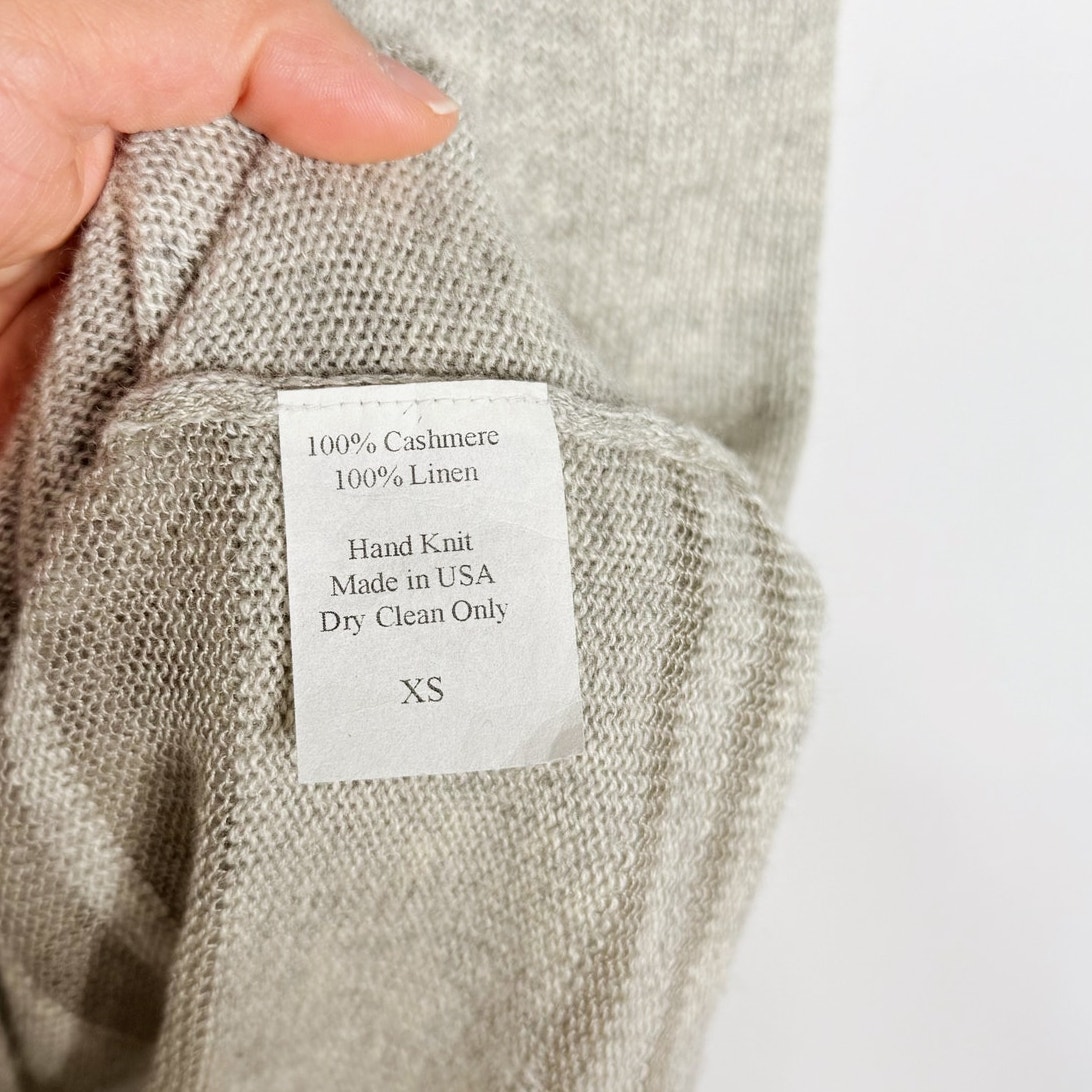 100% Cashmere
100% Linen
Hand Knit
Made in USA
Dry Clean Only
XS